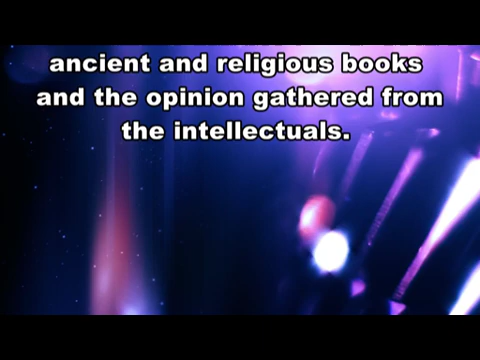 ancient and religious books
and the opinion gathered from
the intellectuals.